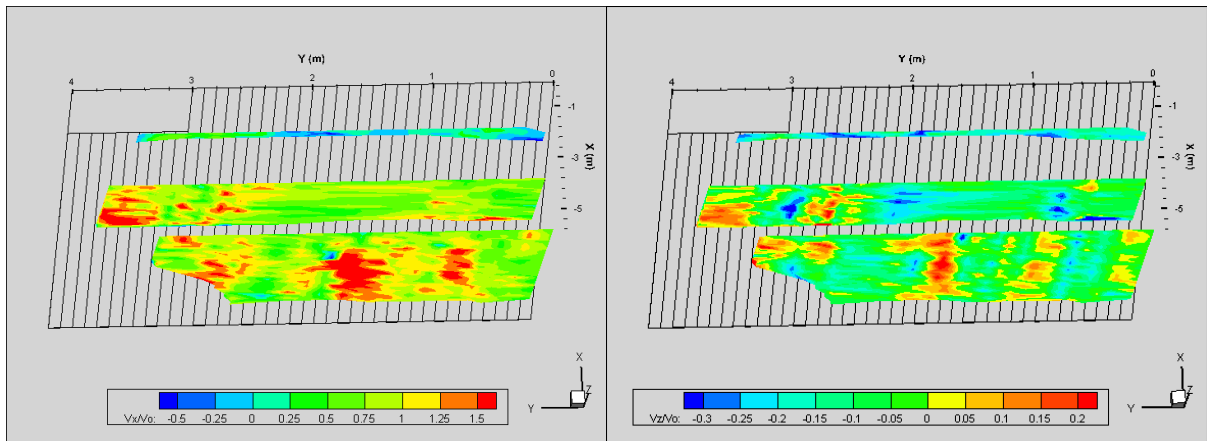 Y (m)
4 3 2 1 0
-1
-3
X (m)
-5
X
Z
Y
Vx/Vo: -0.5 -0.25 0 0.25 0.5 0.75 1 1.25 1.5
Y (m)
4 3 2 1 0
-1
-3
X (m)
-5
X
Z
Y
Vz/Vo: -0.3 -0.25 -0.2 -0.15 -0.1 -0.05 0 0.05 0.1 0.15 0.2